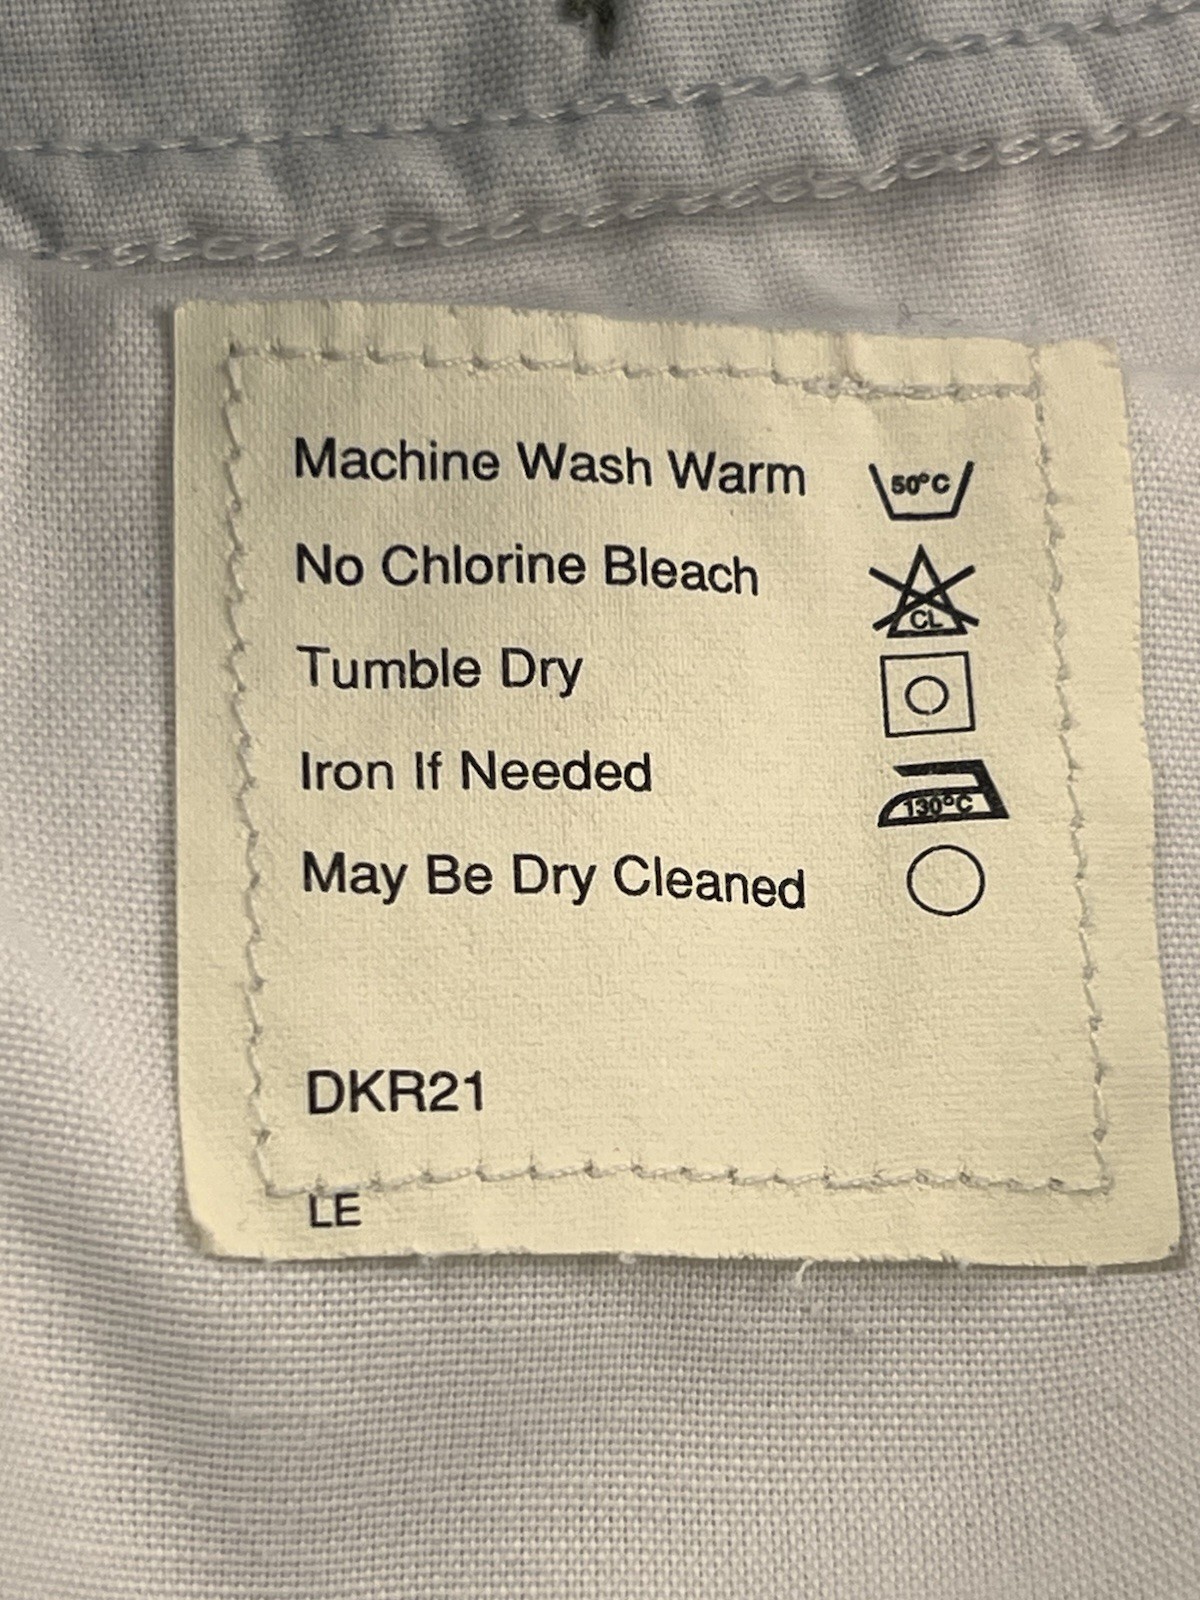 Machine Wash Warm 50°C
No Chlorine Bleach CL
Tumble Dry
Iron If Needed 130°C
May Be Dry Cleaned
DKR21
LE